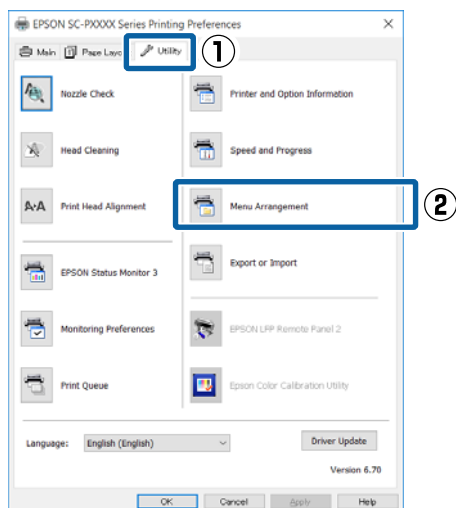 EPSON SC-PXXXX Series Printing Preferences
Main Page Layo Utility ①
Nozzle Check
Printer and Option Information
Head Cleaning
Speed and Progress
A·A Print Head Alignment
Menu Arrangement ②
EPSON Status Monitor 3
Export or Import
Monitoring Preferences
EPSON LFP Remote Panel 2
Print Queue
Epson Color Calibration Utility
Language: English (English)
Driver Update
Version 6.70
OK Cancel Apply Help